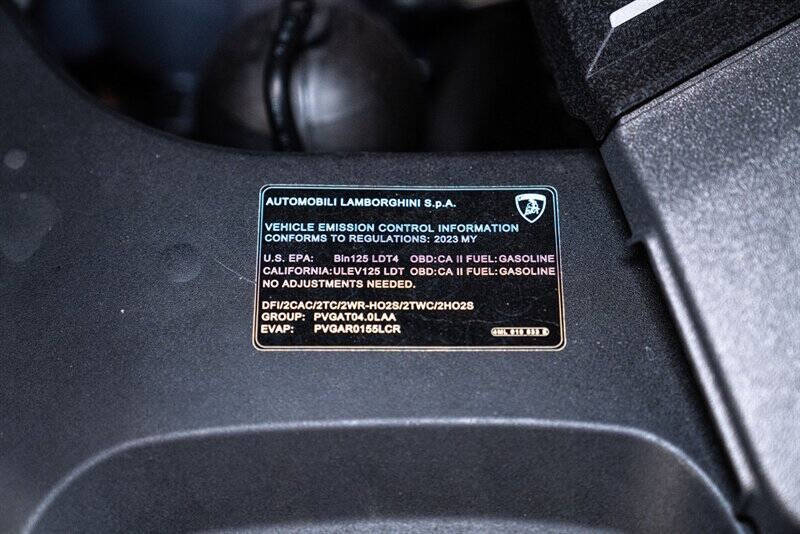 AUTOMOBILI LAMBORGHINI S.p.A.
VEHICLE EMISSION CONTROL INFORMATION
CONFORMS TO REGULATIONS: 2023 MY
U.S. EPA: Bin125 LDT4 OBD:CA II FUEL:GASOLINE
CALIFORNIA:ULEV125 LDT OBD:CA II FUEL:GASOLINE
NO ADJUSTMENTS NEEDED.
DFI/2CAC/2TC/2WR-HO2S/2TWC/2HO2S
GROUP: PVGAT04.0LAA
EVAP: PVGAR0155LCR